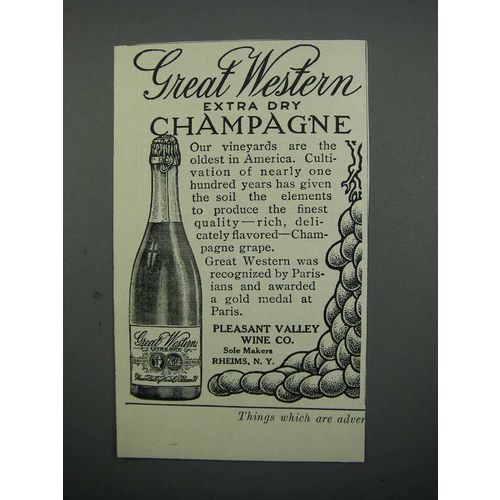 Great Western
EXTRA DRY
CHAMPAGNE
Our vineyards are the
oldest in America. Culti-
vation of nearly one
hundred years has given
the soil the elements
to produce the finest
quality—rich, deli-
cately flavored—Cham-
pagne grape.
Great Western was
recognized by Paris-
ians and awarded
a gold medal at
Paris.
PLEASANT VALLEY
WINE CO.
Sole Makers
RHEIMS, N. Y.
Great Western
EXTRA DRY
Things which are adver